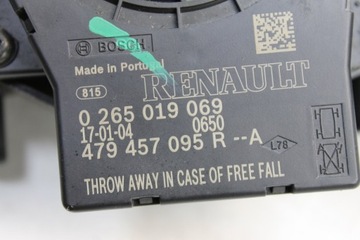 BOSCH
Made in Portugal
815
RENAULT
0 265 019 069
17-01-04 0650
479 457 095 R --A
L78
THROW AWAY IN CASE OF FREE FALL